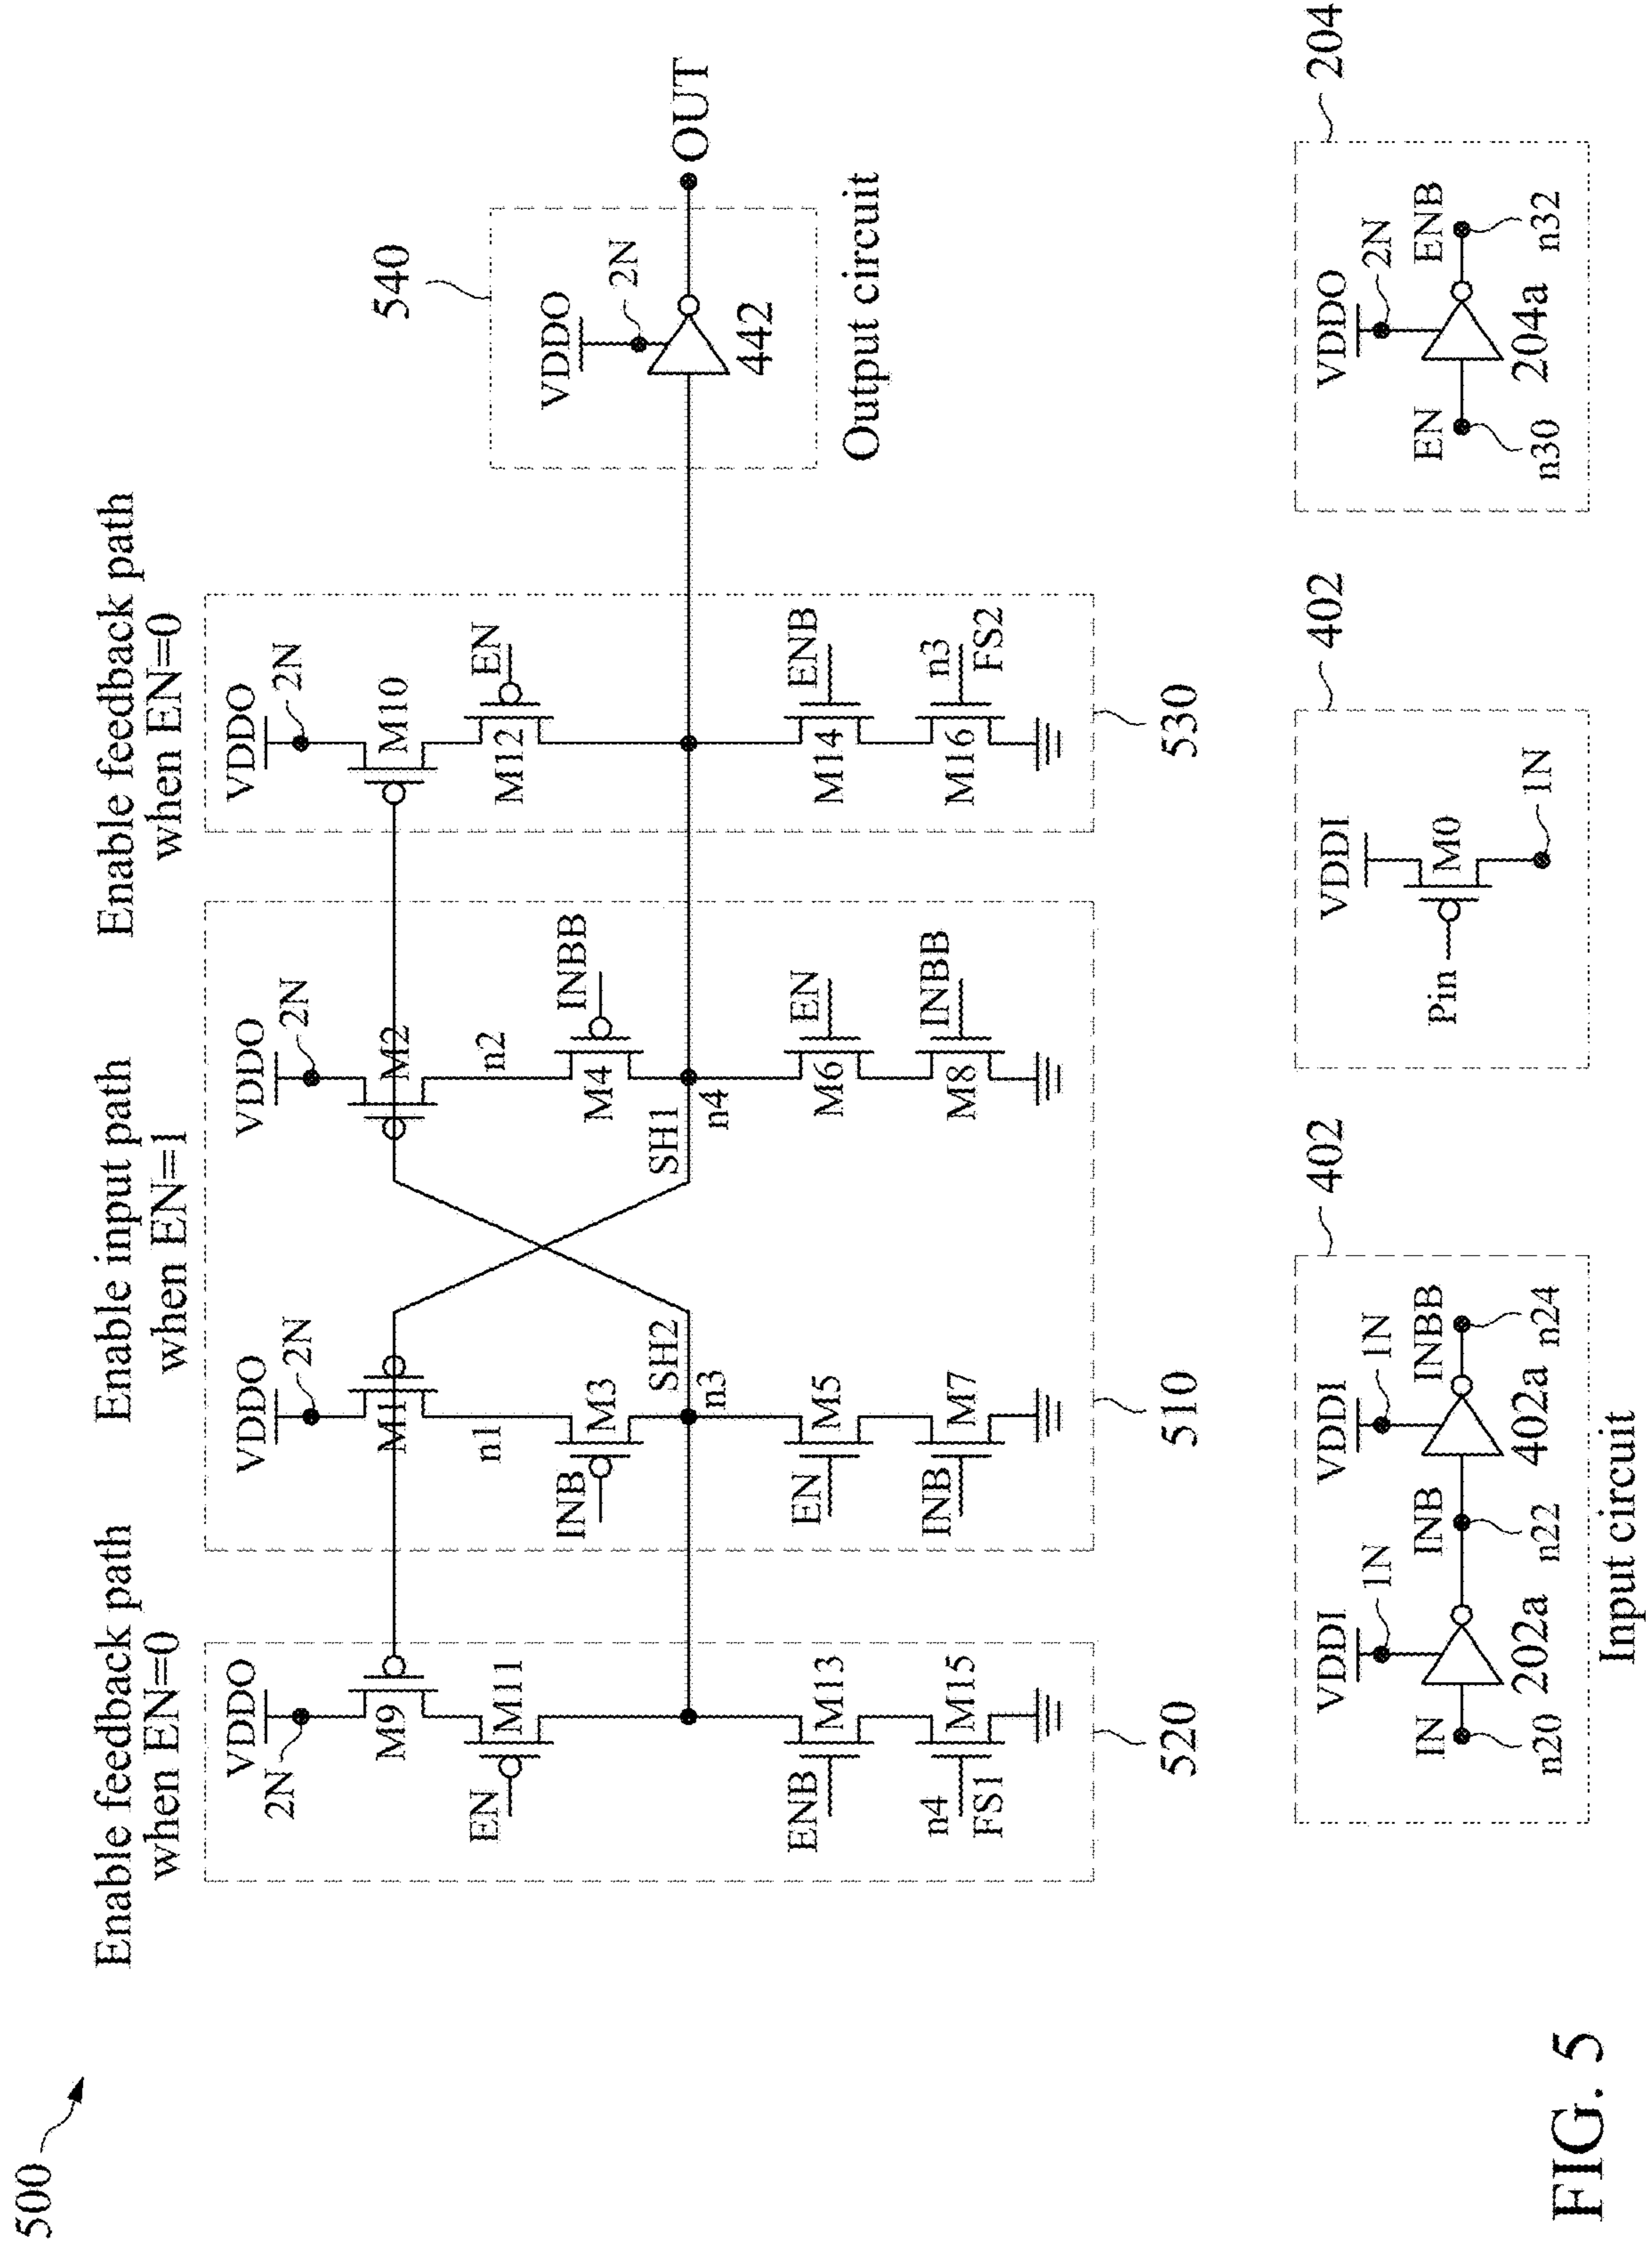 500
Enable feedback path
when EN=0
Enable input path
when EN=1
Enable feedback path
when EN=0
VDDO
2N
M9
EN
M11
ENB
M13
n4
FS1
M15
520
VDDO
2N
M1
n1
INB
M3
SH2
n3
EN
M5
INB
M7
510
VDDO
2N
M2
n2
INBB
M4
SH1
n4
EN
M6
INBB
M8
VDDO
2N
M10
EN
M12
ENB
M14
n3
FS2
M16
530
540
VDDO
2N
442
OUT
Output circuit
402
VDDI
1N
IN
n20
202a
INB
n22
VDDI
1N
402a
INBB
n24
Input circuit
402
VDDI
Pin
M0
1N
204
VDDO
2N
EN
n30
204a
ENB
n32
FIG. 5